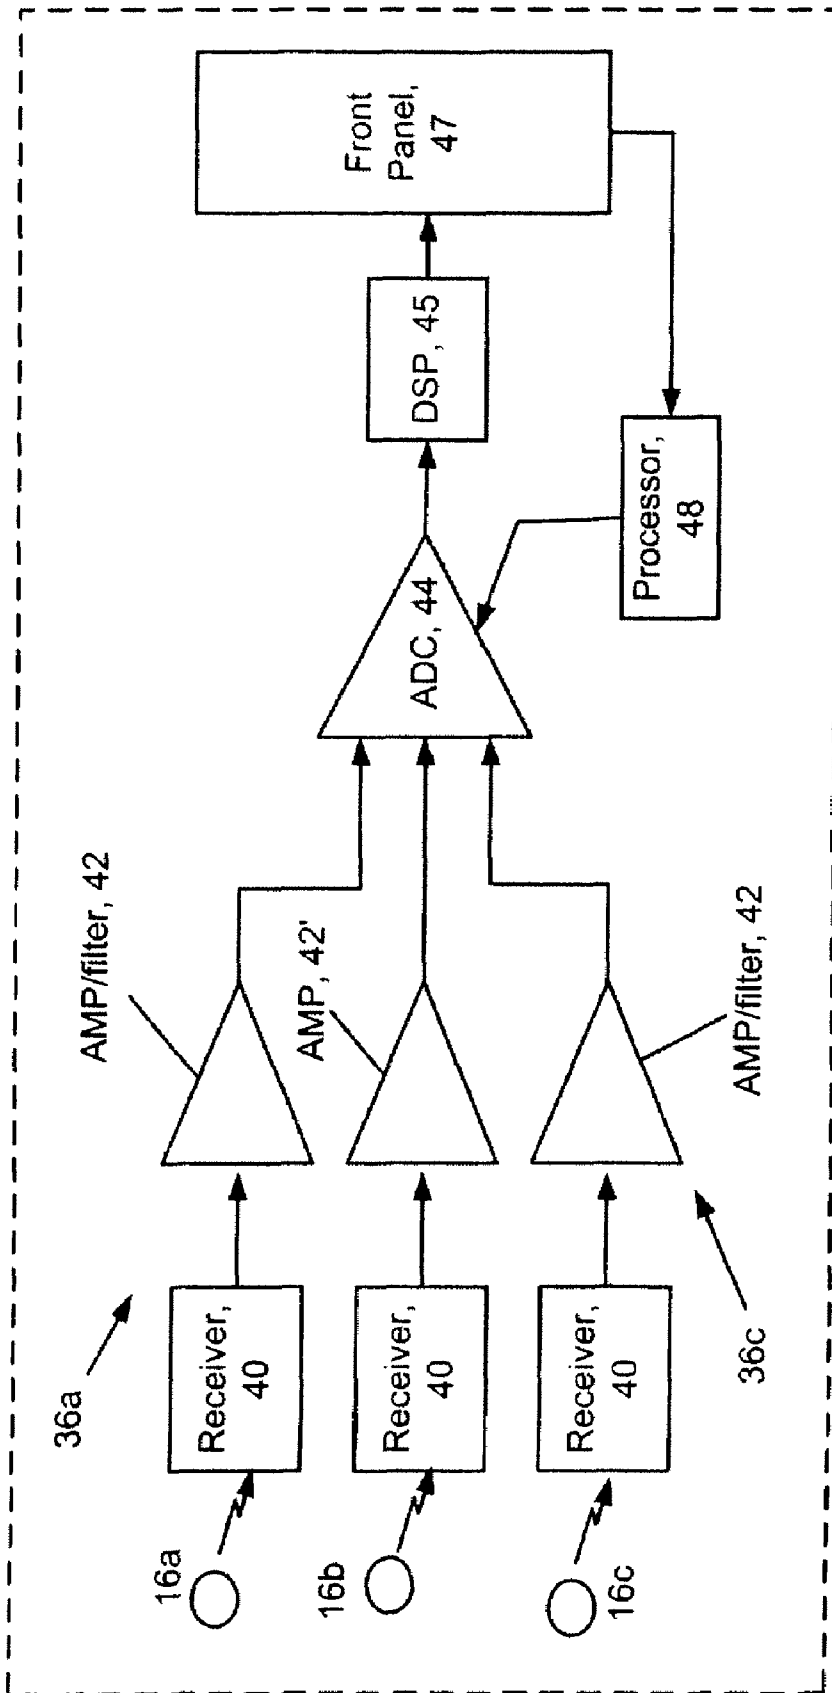 16a
Receiver,
40
36a
AMP/filter, 42
16b
Receiver,
40
AMP, 42'
ADC, 44
DSP, 45
Front
Panel,
47
16c
Receiver,
40
36c
AMP/filter, 42
Processor,
48